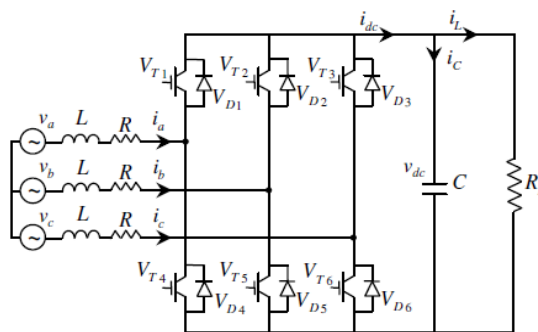 i_dc i_L
V_T1 V_T2 V_T3 i_C
V_D1 V_D2 V_D3
v_a L R i_a
v_b L R i_b v_dc C R
v_c L R i_c
V_T4 V_T5 V_T6
V_D4 V_D5 V_D6